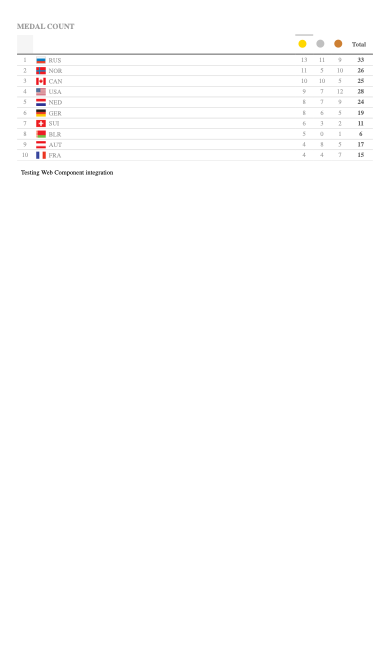 MEDAL COUNT
Total
1 RUS 13 11 9 33
2 NOR 11 5 10 26
3 CAN 10 10 5 25
4 USA 9 7 12 28
5 NED 8 7 9 24
6 GER 8 6 5 19
7 SUI 6 3 2 11
8 BLR 5 0 1 6
9 AUT 4 8 5 17
10 FRA 4 4 7 15
Testing Web Component integration